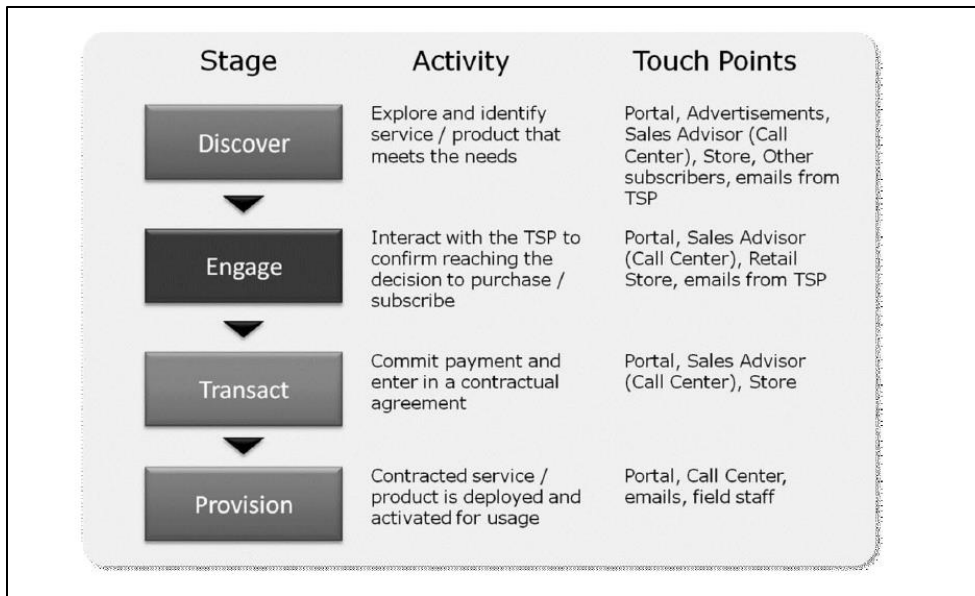 Stage Activity Touch Points
Discover
Explore and identify
service / product that
meets the needs
Portal, Advertisements,
Sales Advisor (Call
Center), Store, Other
subscribers, emails from
TSP
Engage
Interact with the TSP to
confirm reaching the
decision to purchase /
subscribe
Portal, Sales Advisor
(Call Center), Retail
Store, emails from TSP
Transact
Commit payment and
enter in a contractual
agreement
Portal, Sales Advisor
(Call Center), Store
Provision
Contracted service /
product is deployed and
activated for usage
Portal, Call Center,
emails, field staff